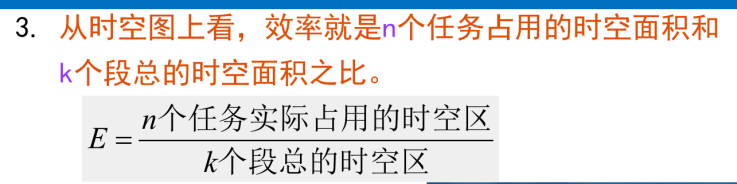 3. 从时空图上看，效率就是n个任务占用的时空面积和
k个段总的时空面积之比。
E = n个任务实际占用的时空区
k个段总的时空区